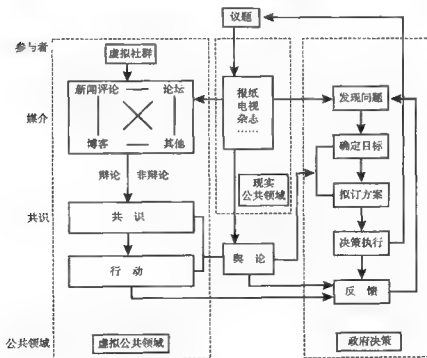 议题
参与者
虚拟社群
新闻评论
论坛
报纸
电视
杂志
……
发现问题
媒介
博客
其他
确定目标
辩论
非辩论
现实
公共领域
拟订方案
共识
共 识
决策执行
行 动
舆 论
反 馈
公共领域
虚拟公共领域
政府决策